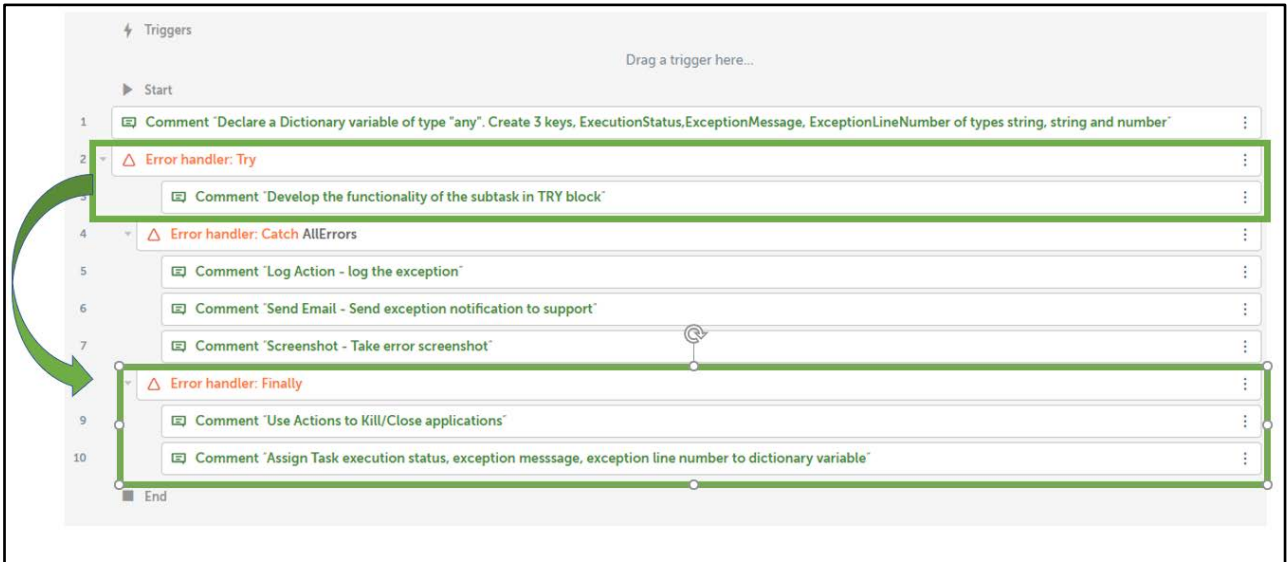 Triggers
Drag a trigger here...
Start
1 Comment "Declare a Dictionary variable of type "any". Create 3 keys, ExecutionStatus,ExceptionMessage, ExceptionLineNumber of types string, string and number"
2 Error handler: Try
3 Comment "Develop the functionality of the subtask in TRY block"
4 Error handler: Catch AllErrors
5 Comment "Log Action - log the exception"
6 Comment "Send Email - Send exception notification to support"
7 Comment "Screenshot - Take error screenshot"
Error handler: Finally
9 Comment "Use Actions to Kill/Close applications"
10 Comment "Assign Task execution status, exception messsage, exception line number to dictionary variable"
End